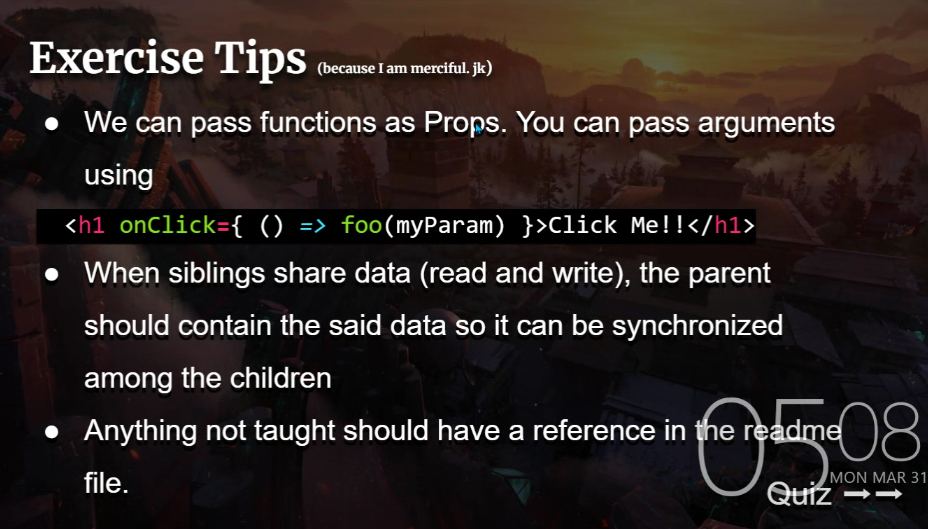 Exercise Tips (because I am merciful. jk)
● We can pass functions as Props. You can pass arguments
using
<h1 onClick={ () => foo(myParam) }>Click Me!!</h1>
● When siblings share data (read and write), the parent
should contain the said data so it can be synchronized
among the children
● Anything not taught should have a reference in the readme
file.
05 08
MON MAR 31
Quiz →→